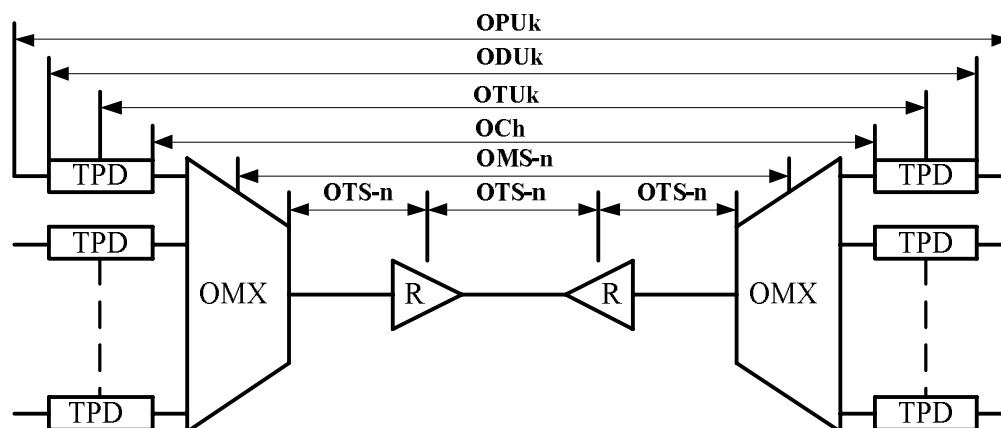 OPUk
ODUk
OTUk
OCh
TPD OMS-n TPD
OTS-n OTS-n OTS-n
TPD TPD
OMX R R OMX
TPD TPD